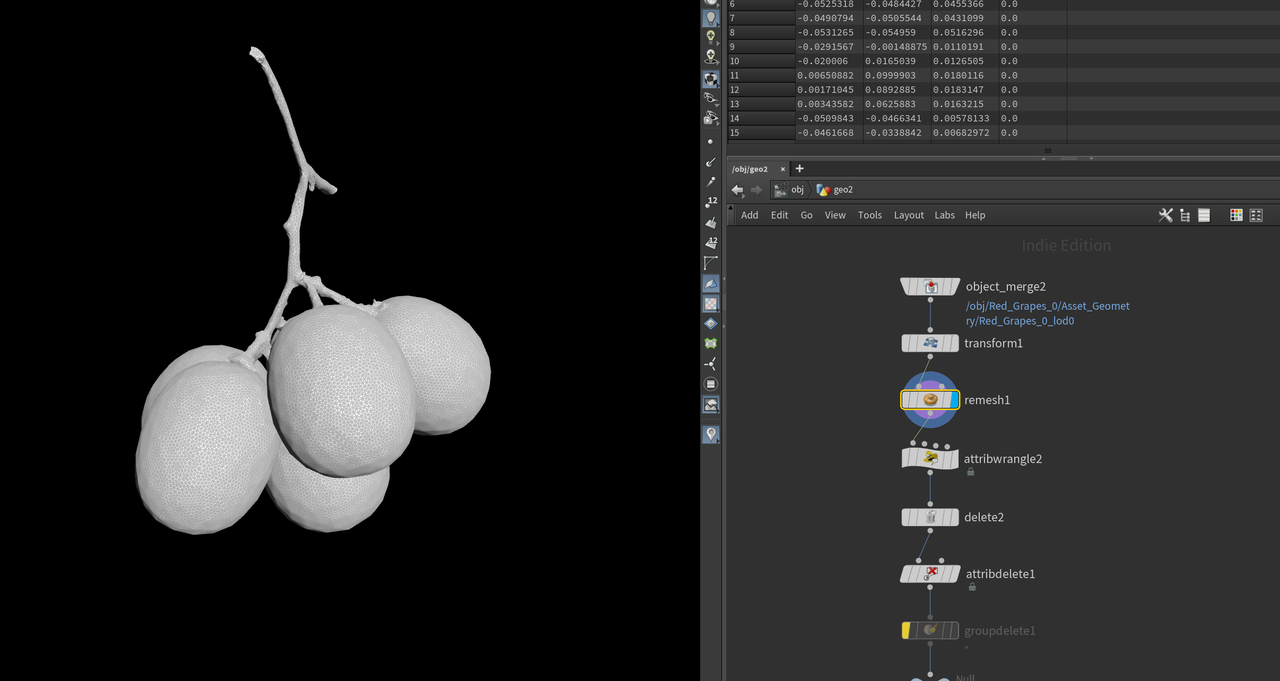 6 -0.0525318 -0.0484427 0.0455366 0.0
7 -0.0490794 -0.0505544 0.0431099 0.0
8 -0.0531265 -0.054959 0.0516296 0.0
9 -0.0291567 -0.00148875 0.0110191 0.0
10 -0.020006 0.0165039 0.0126505 0.0
11 0.00650882 0.0999903 0.0180116 0.0
12 0.00171045 0.0892885 0.0183147 0.0
13 0.00343582 0.0625883 0.0163215 0.0
14 -0.0509843 -0.0466341 0.00578133 0.0
15 -0.0461668 -0.0338842 0.00682972 0.0
/obj/geo2 × +
obj geo2
12
12
Add Edit Go View Tools Layout Labs Help
Indie Edition
object_merge2
/obj/Red_Grapes_0/Asset_Geomet
ry/Red_Grapes_0_lod0
transform1
remesh1
attribwrangle2
delete2
attribdelete1
groupdelete1
Null